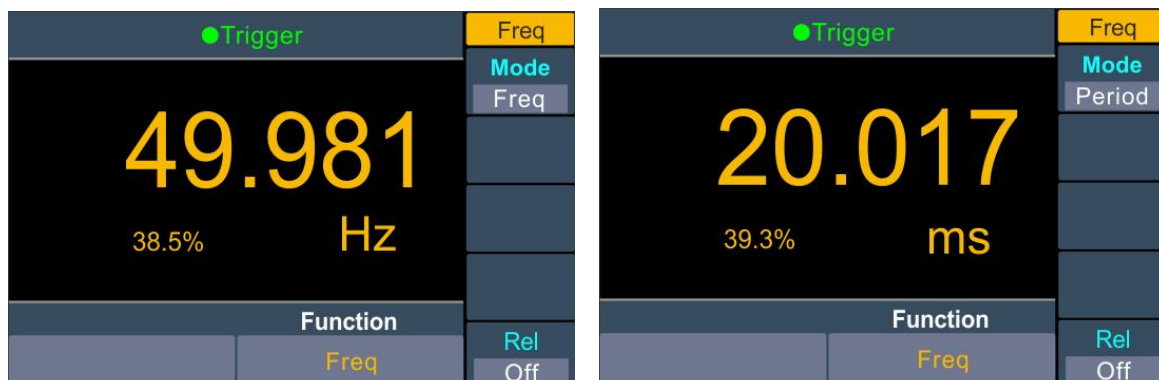 ●Trigger
Freq
Mode
Freq
49.981
38.5%
Hz
Function
Freq
Rel
Off
●Trigger
Freq
Mode
Period
20.017
39.3%
ms
Function
Freq
Rel
Off